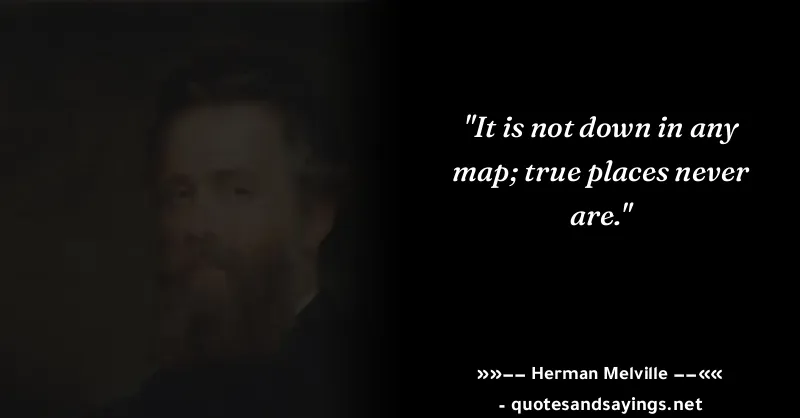 "It is not down in any
map; true places never
are."
»»−− Herman Melville −−««
- quotesandsayings.net